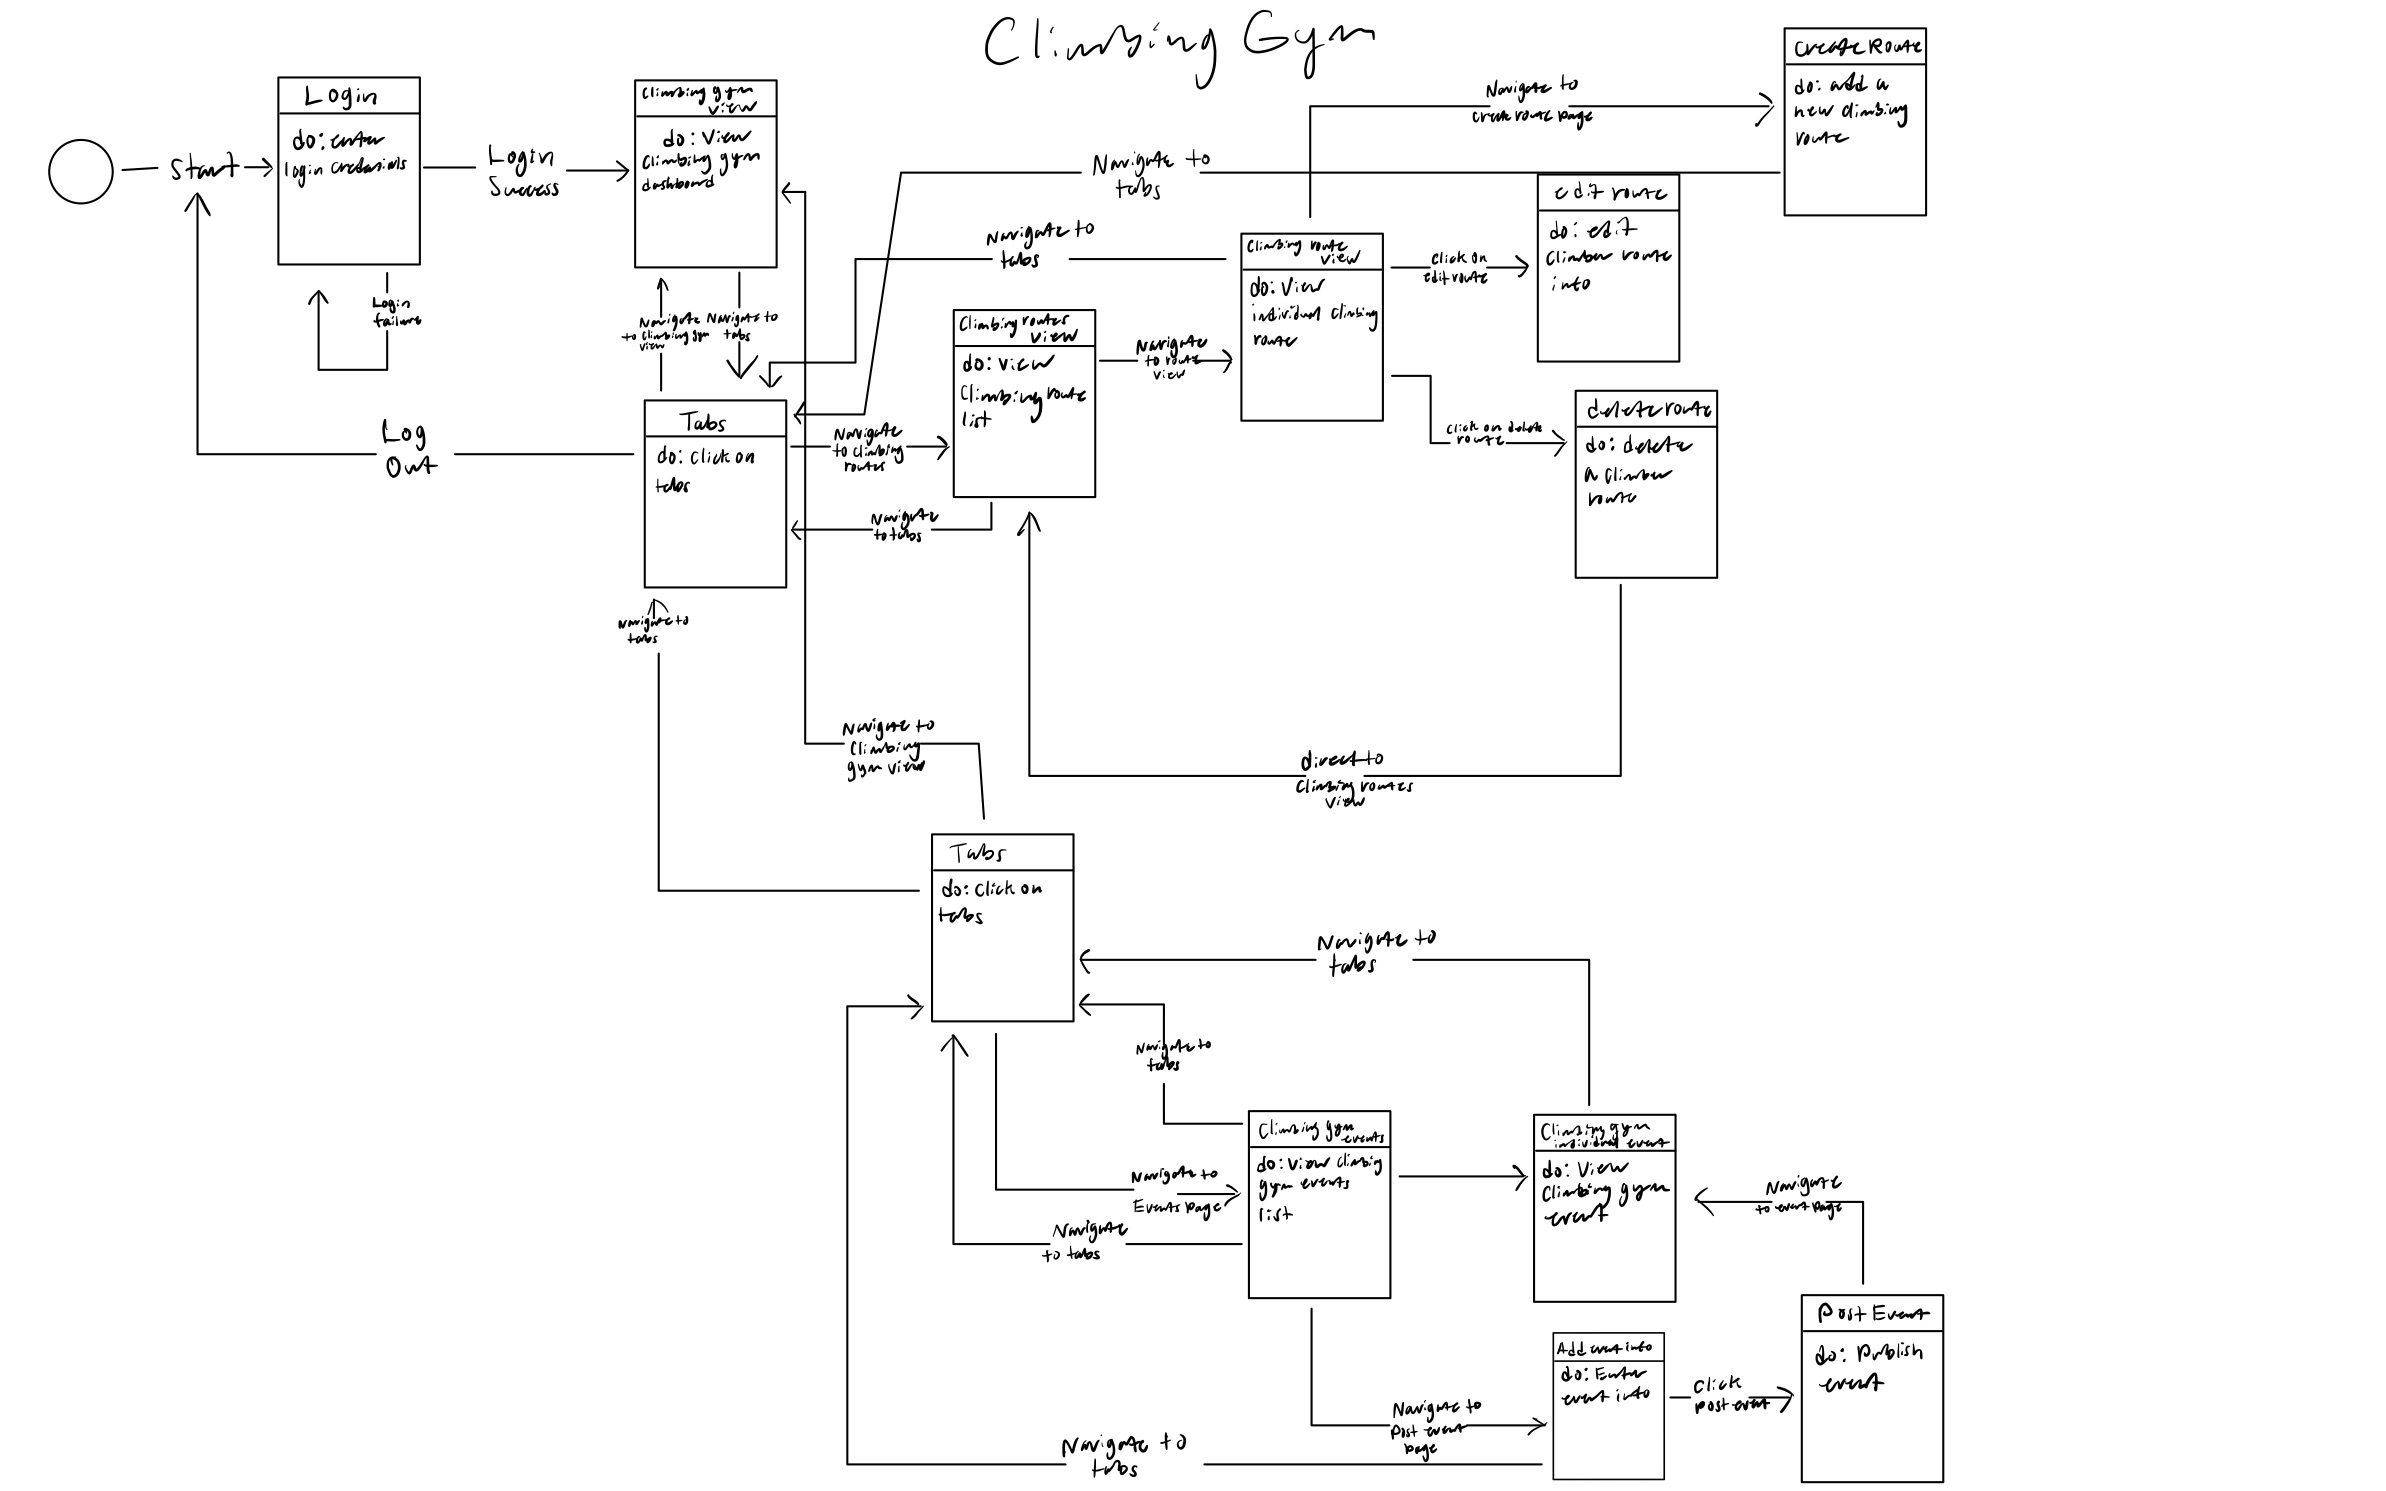 Climbing Gym
Start
Login
do: enter
login credenials
Login
Success
Login
failure
Climbing gym
view
do: View
Climbing gym
dashboard
Navigate
to climbing gym
view
Navigate to
tabs
Log
Out
Tabs
do: Click on
tabs
Navigate
to climbing
routes
Navigate
to tabs
Climbing routes
view
do: view
Climbing route
list
Navigate
to route
view
Navigate to
tabs
Navigate to
tabs
Climbing route
view
do: View
individual climbing
route
Navigate to
create route page
Create Route
do: add a
new climbing
route
Click on
edit route
edit route
do: edit
Climber route
info
Click on delete
route
delete route
do: delete
a climber
route
direct to
Climbing routes
view
Navigate to
tabs
Navigate to
Climbing
gym view
Tabs
do: Click on
tabs
Navigate to
tabs
Navigate to
tabs
Navigate to
Events page
Navigate
to tabs
Climbing gym
events
do: View climbing
gym events
list
Climbing gym
individual event
do: View
Climbing gym
event
Navigate
to event page
Post Event
do: Publish
event
Add event info
do: Enter
event info
Click
post event
Navigate to
Post event
page
Navigate to
tabs